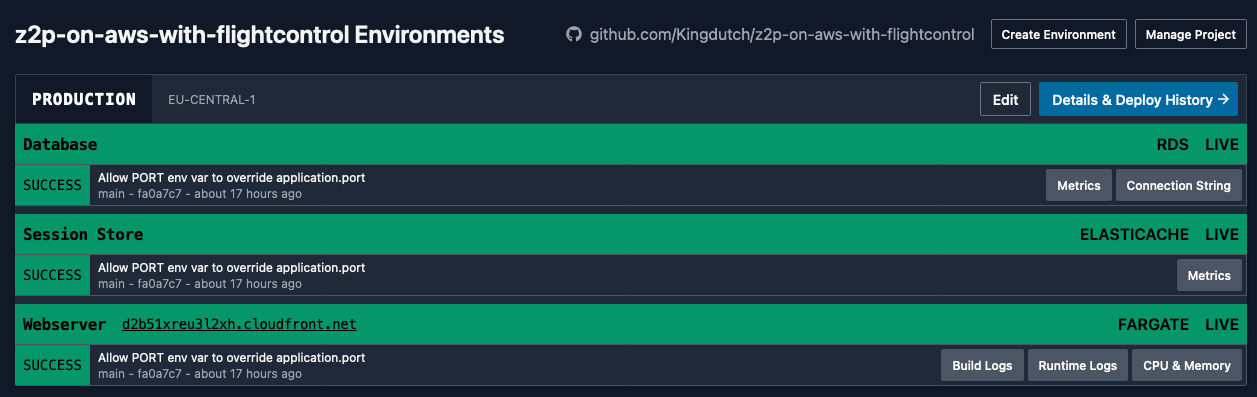 z2p-on-aws-with-flightcontrol Environments
github.com/Kingdutch/z2p-on-aws-with-flightcontrol
Create Environment
Manage Project
PRODUCTION
EU-CENTRAL-1
Edit
Details & Deploy History →
Database
RDS LIVE
SUCCESS
Allow PORT env var to override application.port
main - fa0a7c7 - about 17 hours ago
Metrics
Connection String
Session Store
ELASTICACHE LIVE
SUCCESS
Allow PORT env var to override application.port
main - fa0a7c7 - about 17 hours ago
Metrics
Webserver d2b51xreu3l2xh.cloudfront.net
FARGATE LIVE
SUCCESS
Allow PORT env var to override application.port
main - fa0a7c7 - about 17 hours ago
Build Logs
Runtime Logs
CPU & Memory